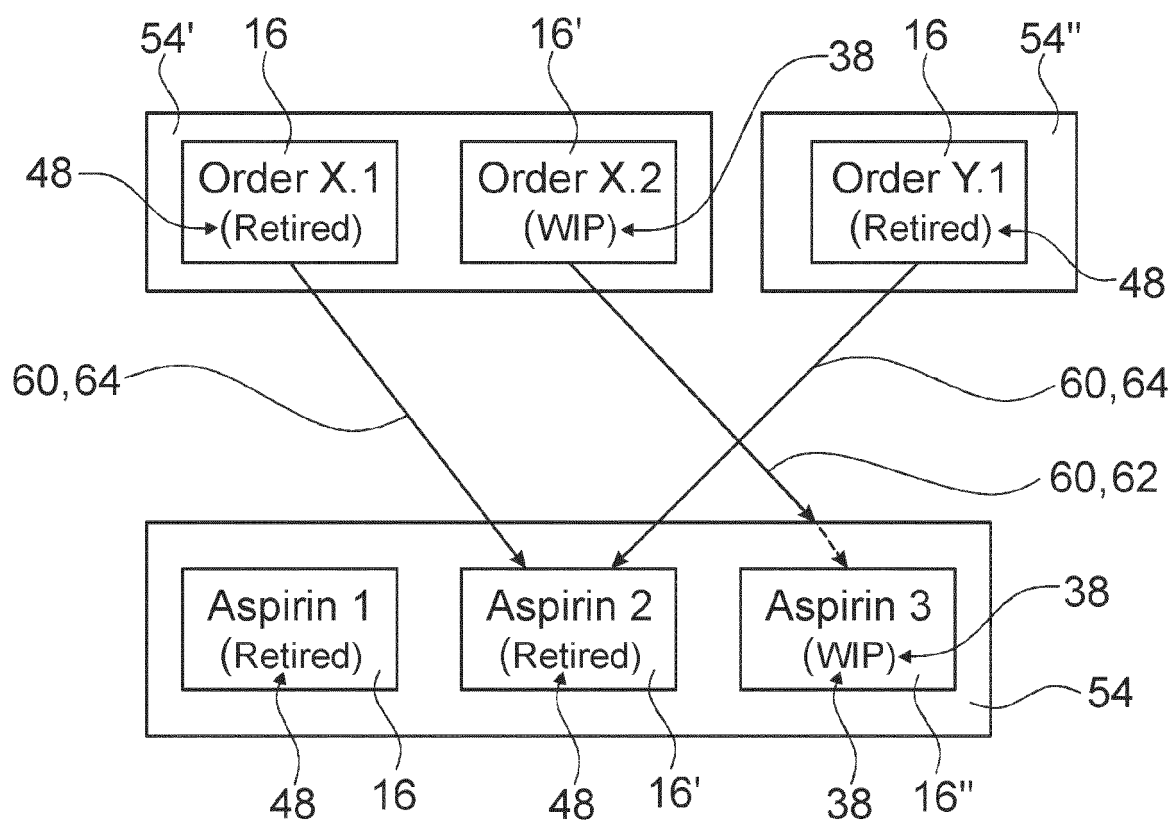 54' 16 16' 38 16 54"
Order X.1 Order X.2 Order Y.1
48 (Retired) (WIP) (Retired)
48
60,64 60,64
60,62
Aspirin 1 Aspirin 2 Aspirin 3 38
(Retired) (Retired) (WIP)
54
48 16 48 16' 38 16"